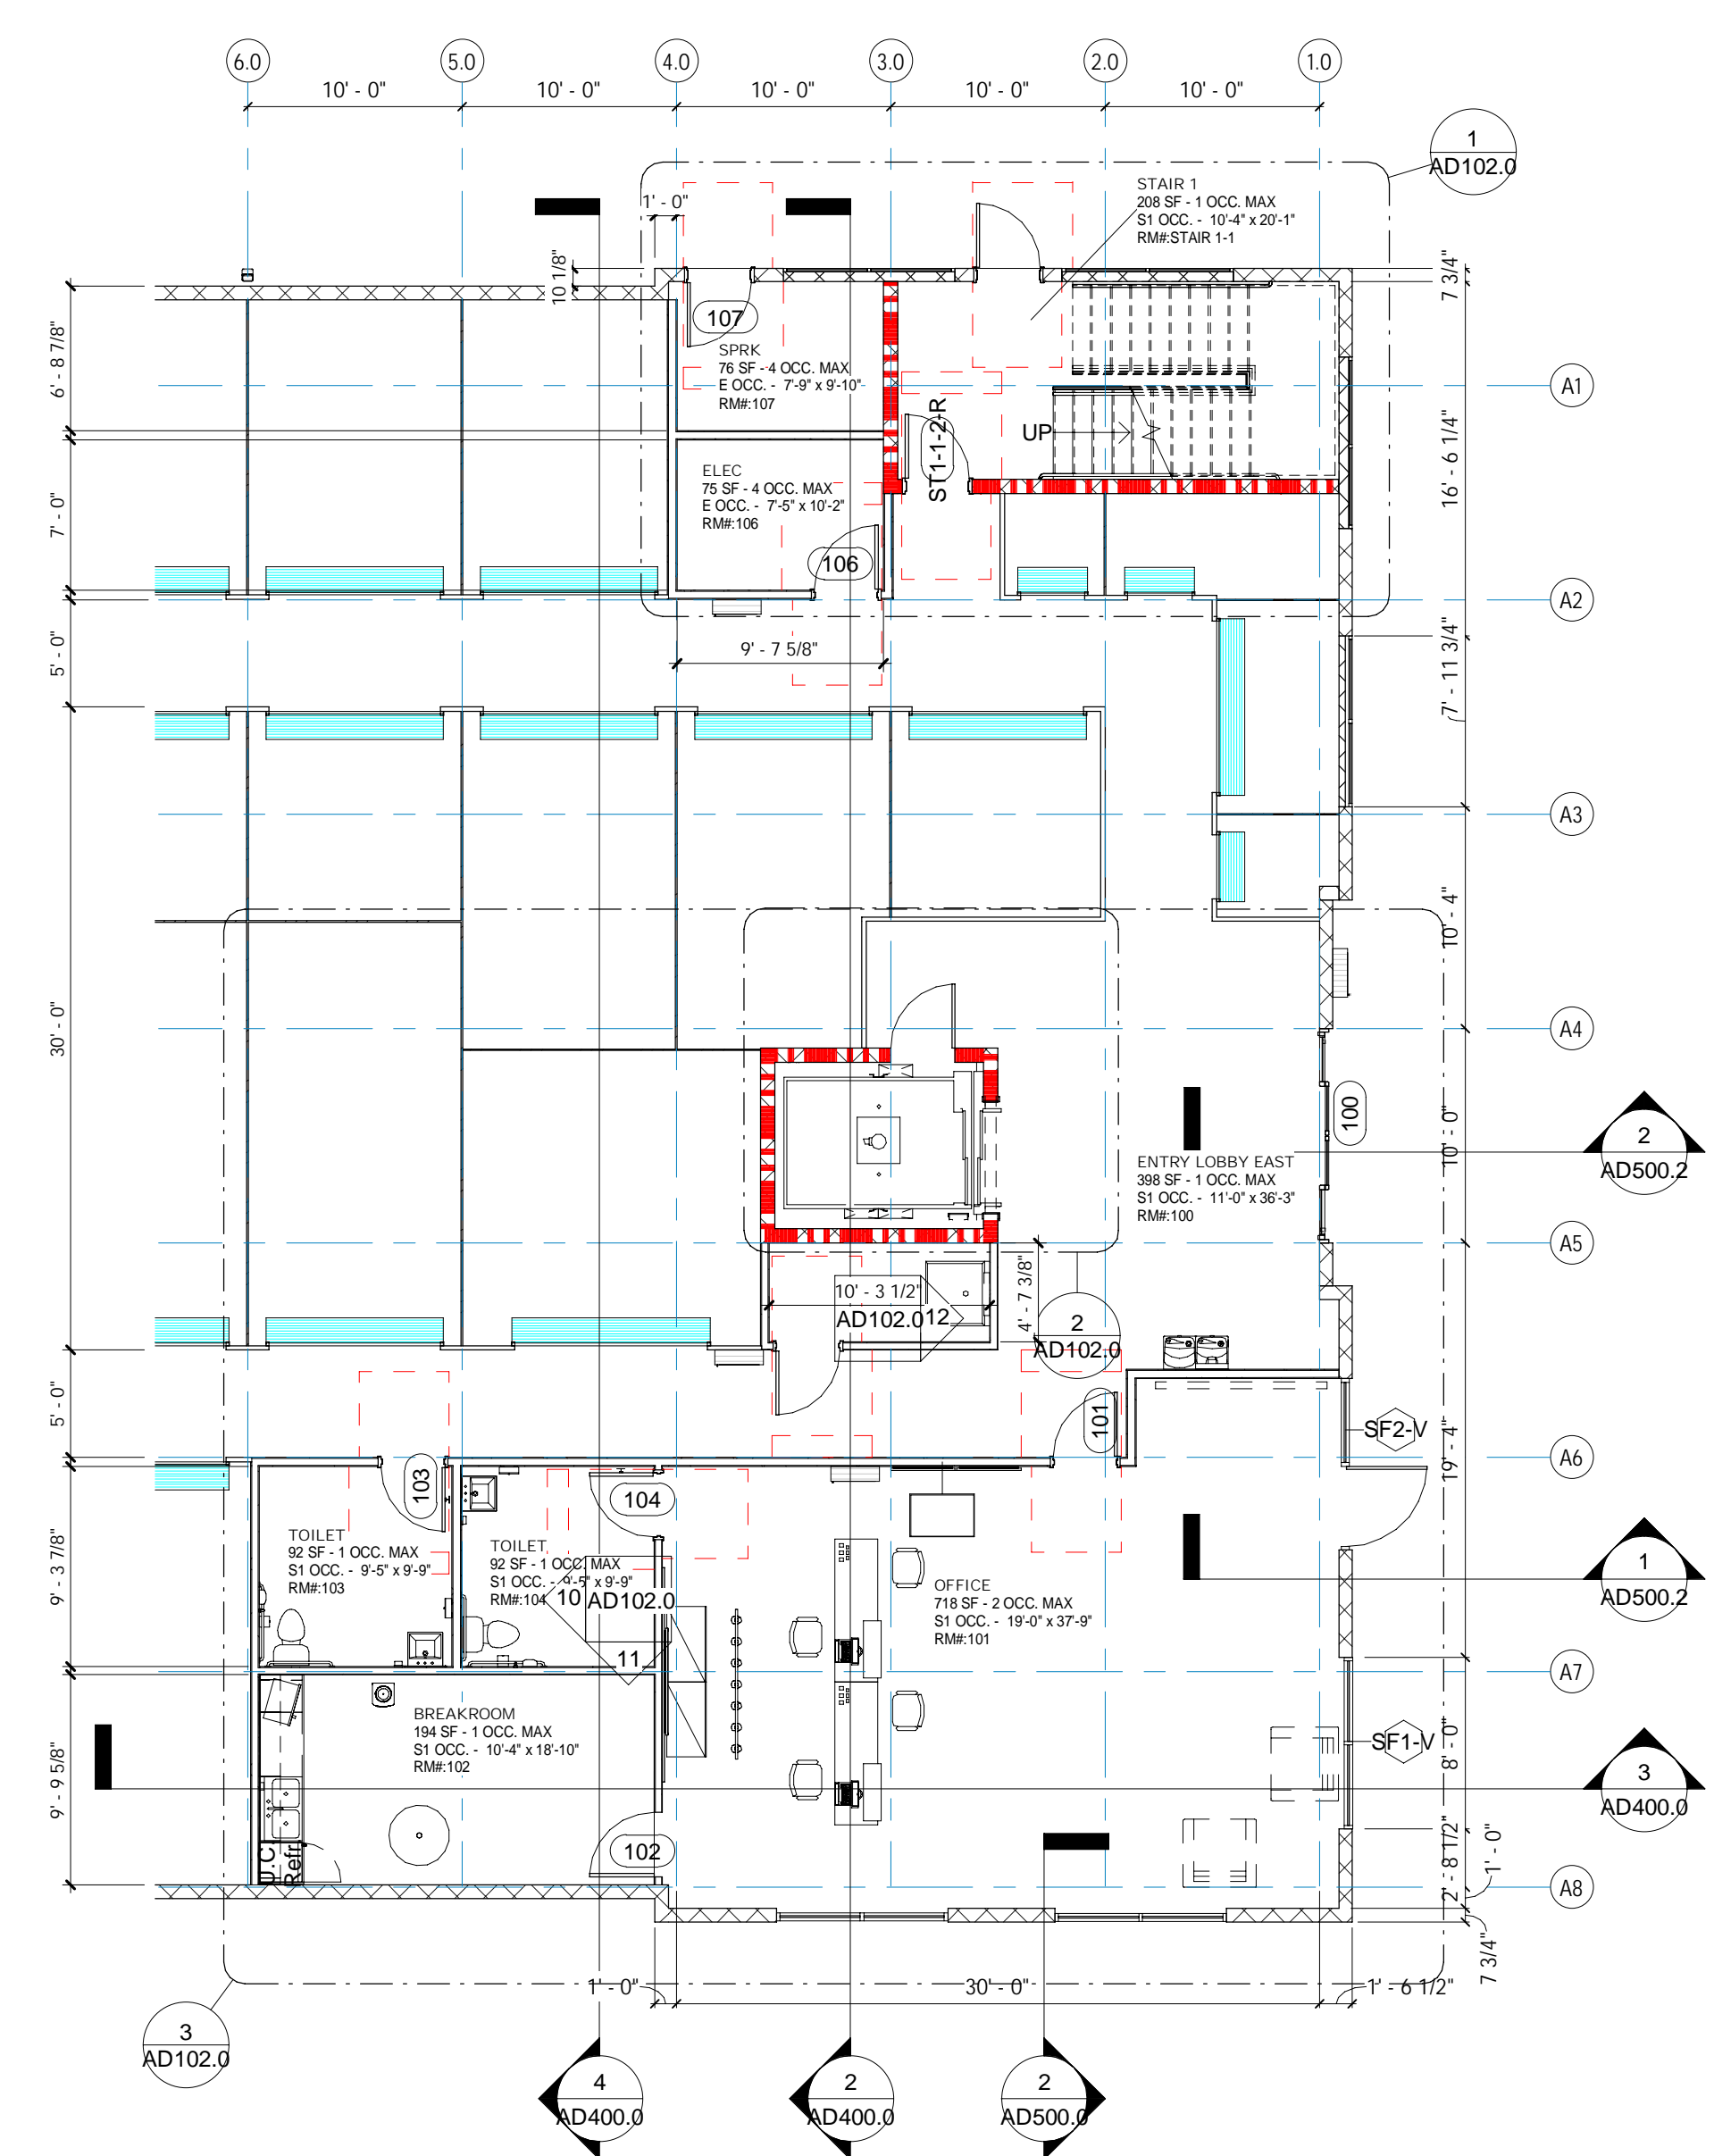 6.0
5.0
4.0
3.0
2.0
1.0
10' - 0"
10' - 0"
10' - 0"
10' - 0"
10' - 0"
1
AD102.0
STAIR 1
208 SF - 1 OCC. MAX
S1 OCC. - 10'-4" x 20'-1"
RM#:STAIR 1-1
1' - 0"
10 1/8"
7 3/4"
6' - 8 7/8"
107
SPRK
76 SF - 4 OCC. MAX
E OCC. - 7'-9" x 9'-10"
RM#:107
A1
UP
ST1-1-2-R
16' - 6 1/4"
ELEC
75 SF - 4 OCC. MAX
E OCC. - 7'-5" x 10'-2"
RM#:106
7' - 0"
106
A2
5' - 0"
9' - 7 5/8"
7' - 11 3/4"
A3
10' - 4"
30' - 0"
A4
100
10' - 0"
2
AD500.2
ENTRY LOBBY EAST
398 SF - 1 OCC. MAX
S1 OCC. - 11'-0" x 36'-3"
RM#:100
A5
10' - 3 1/2"
AD102.0
12
4' - 7 3/8"
2
AD102.0
5' - 0"
101
SF2-V
19' - 4"
A6
103
104
TOILET
92 SF - 1 OCC. MAX
S1 OCC. - 9'-5" x 9'-9"
RM#:103
TOILET
92 SF - 1 OCC. MAX
S1 OCC. - 9'-5" x 9'-9"
RM#:104
10
AD102.0
11
9' - 3 7/8"
OFFICE
718 SF - 2 OCC. MAX
S1 OCC. - 19'-0" x 37'-9"
RM#:101
1
AD500.2
A7
BREAKROOM
194 SF - 1 OCC. MAX
S1 OCC. - 10'-4" x 18'-10"
RM#:102
9' - 9 5/8"
SF1-V
8' - 0"
3
AD400.0
102
U.C.
Refr.
2' - 8 1/2"
1' - 0"
A8
7 3/4"
1' - 0"
30' - 0"
1' - 6 1/2"
3
AD102.0
4
AD400.0
2
AD400.0
2
AD500.0